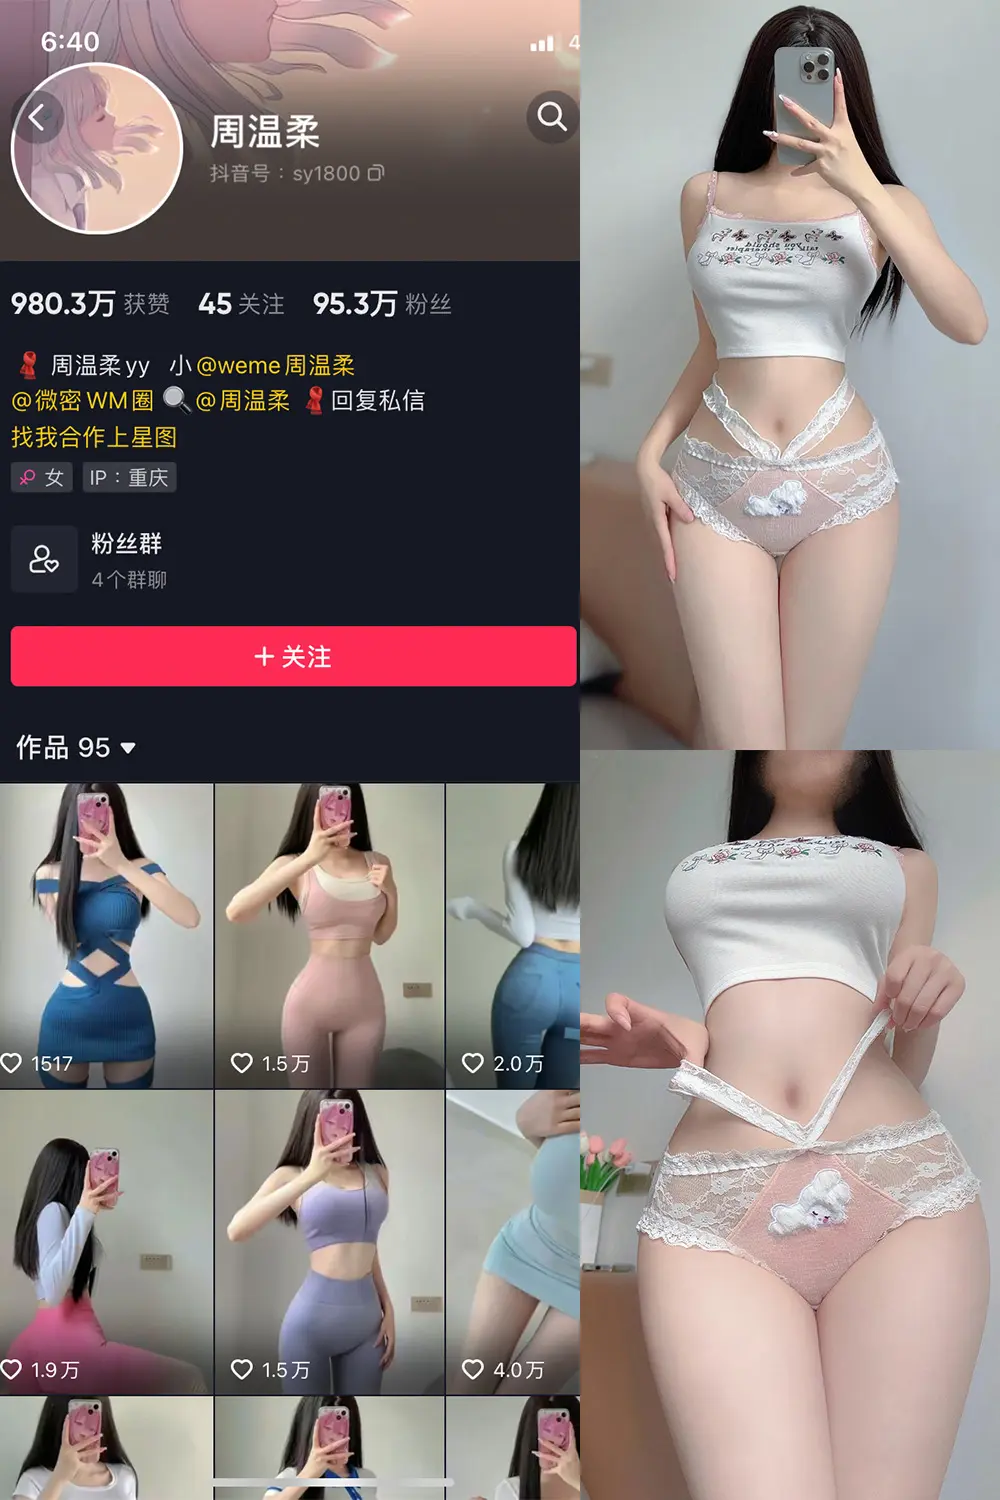 6:40
4
周温柔
抖音号：sy1800
980.3万 获赞 45 关注 95.3万 粉丝
周温柔yy 小@weme周温柔
@微密WM圈 @周温柔 回复私信
找我合作上星图
女 IP：重庆
粉丝群
4个群聊
+ 关注
作品 95
1517
1.5万
2.0万
1.9万
1.5万
4.0万